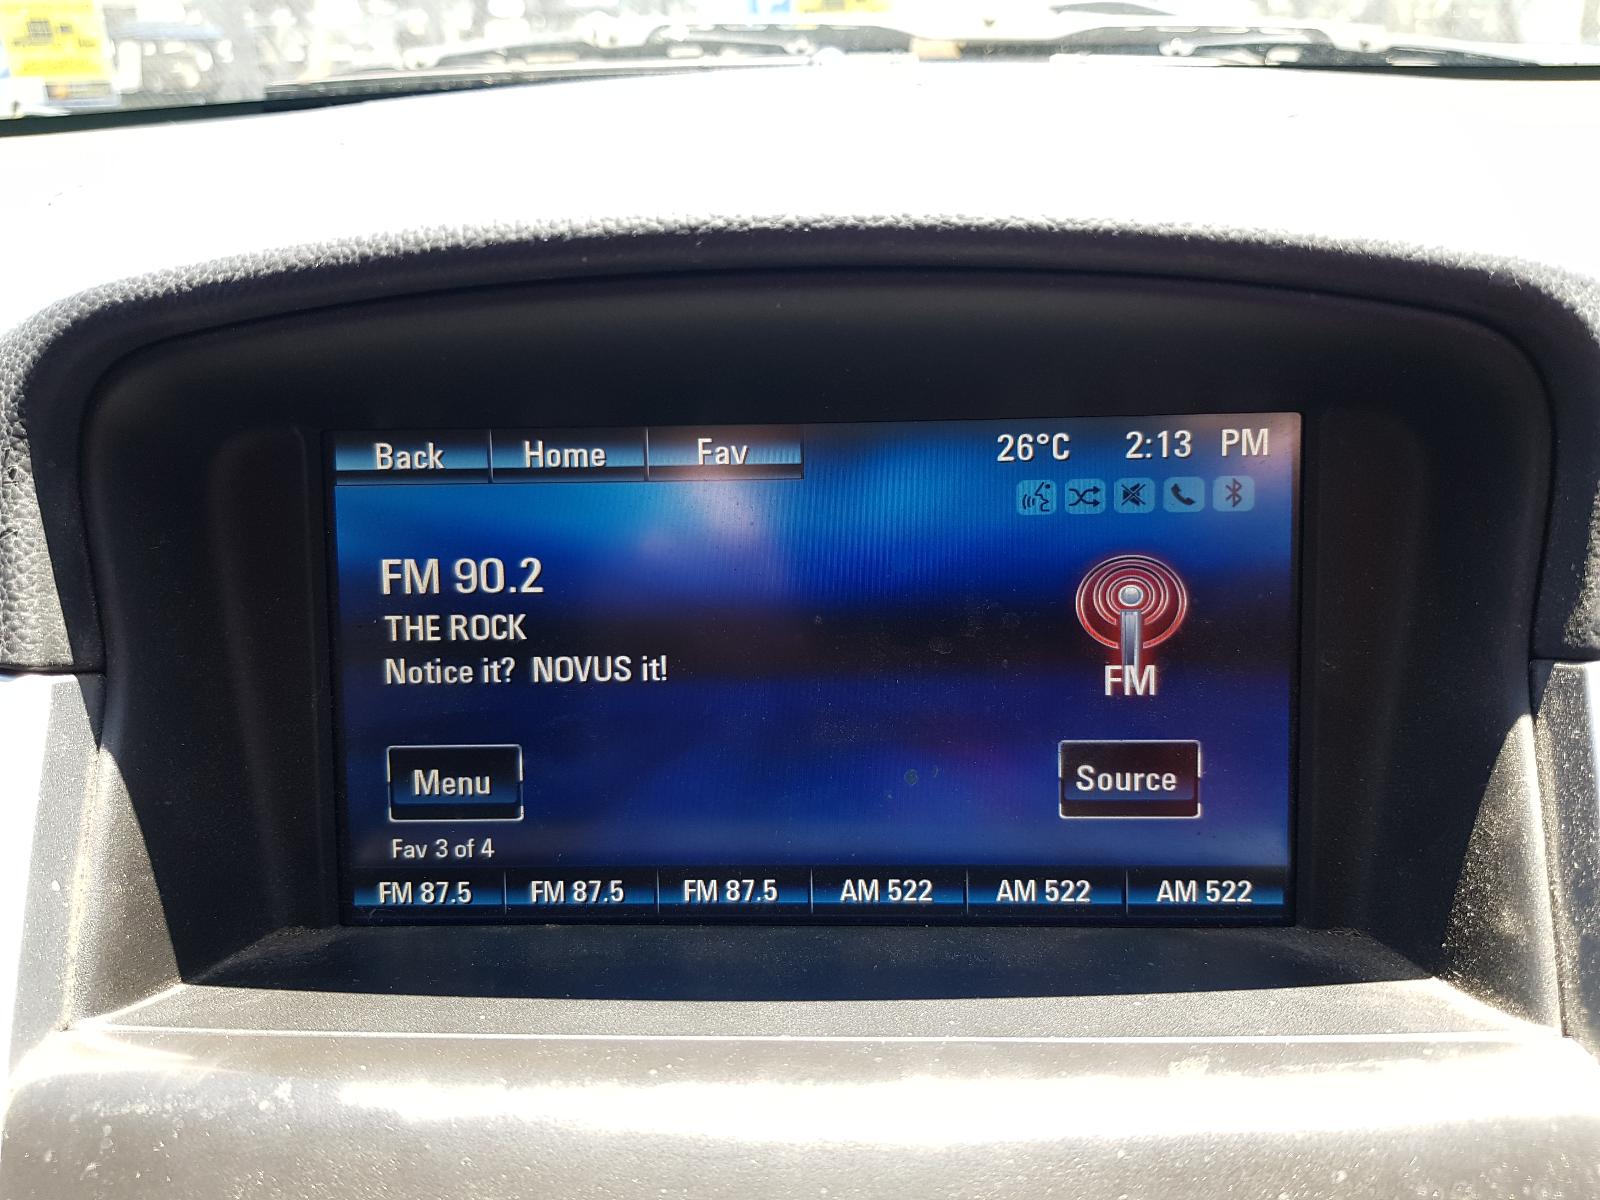 Back Home Fav 26°C 2:13 PM
FM 90.2
THE ROCK
Notice it? NOVUS it!
FM
Menu Source
Fav 3 of 4
FM 87.5 FM 87.5 FM 87.5 AM 522 AM 522 AM 522